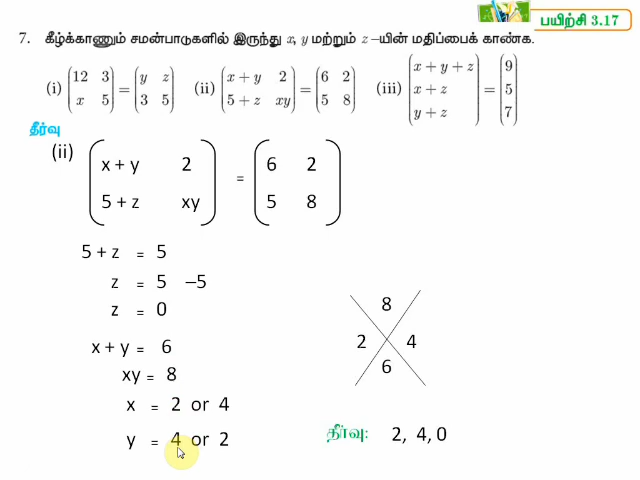 பயிற்சி 3.17
7. கீழ்க்காணும் சமன்பாடுகளில் இருந்து x, y மற்றும் z –யின் மதிப்பைக் காண்க.
(i) (12 3 x 5) = (y z 3 5) (ii) (x + y 2 5 + z xy) = (6 2 5 8) (iii) (x + y + z x + z y + z) = (9 5 7)
தீர்வு
(ii) x + y 2 = 6 2
5 + z xy 5 8
5 + z = 5
z = 5 –5
z = 0
x + y = 6
xy = 8
x = 2 or 4
y = 4 or 2
8
2 4
6
தீர்வு: 2, 4, 0